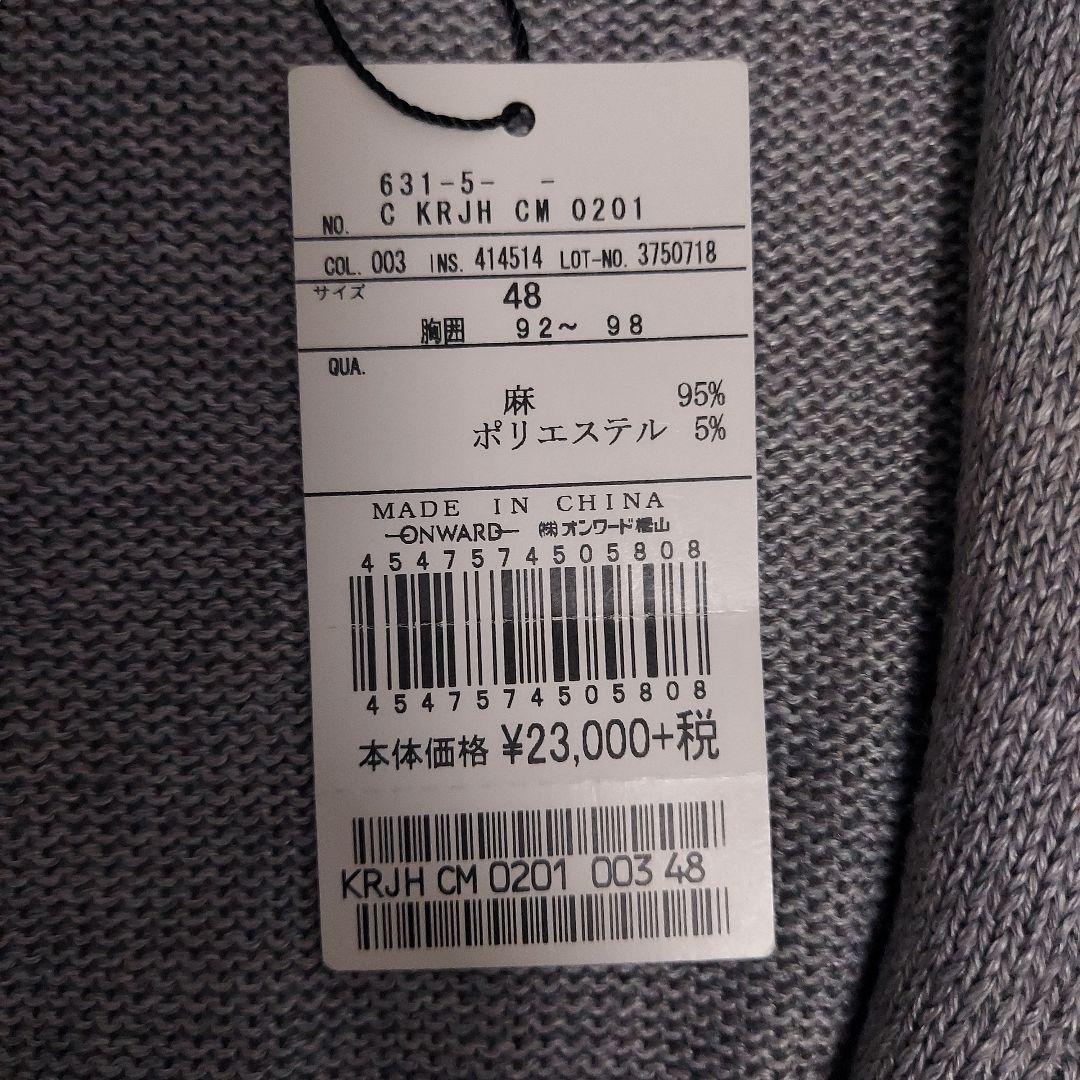 631-5-   -
NO. C KRJH CM 0201
COL. 003 INS. 414514 LOT-NO. 3750718
サイズ 48
胸囲 92～ 98
QUA.
麻 95%
ポリエステル 5%
MADE IN CHINA
ONWARD ㈱オンワード樫山
4547574505808
4547574505808
本体価格 ¥23,000+税
KRJH CM 0201 003 48